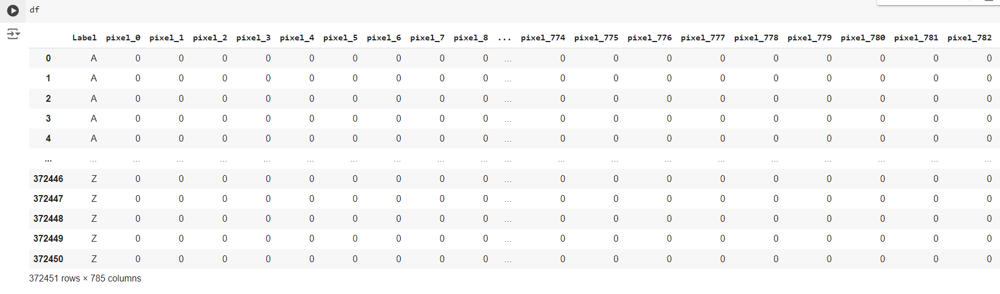 df
Label pixel_0 pixel_1 pixel_2 pixel_3 pixel_4 pixel_5 pixel_6 pixel_7 pixel_8 ... pixel_774 pixel_775 pixel_776 pixel_777 pixel_778 pixel_779 pixel_780 pixel_781 pixel_782
0 A 0 0 0 0 0 0 0 0 0 ... 0 0 0 0 0 0 0 0 0
1 A 0 0 0 0 0 0 0 0 0 ... 0 0 0 0 0 0 0 0 0
2 A 0 0 0 0 0 0 0 0 0 ... 0 0 0 0 0 0 0 0 0
3 A 0 0 0 0 0 0 0 0 0 ... 0 0 0 0 0 0 0 0 0
4 A 0 0 0 0 0 0 0 0 0 ... 0 0 0 0 0 0 0 0 0
... ... ... ... ... ... ... ... ... ... ... ... ... ... ... ... ... ... ... ... ... ...
372446 Z 0 0 0 0 0 0 0 0 0 ... 0 0 0 0 0 0 0 0 0
372447 Z 0 0 0 0 0 0 0 0 0 ... 0 0 0 0 0 0 0 0 0
372448 Z 0 0 0 0 0 0 0 0 0 ... 0 0 0 0 0 0 0 0 0
372449 Z 0 0 0 0 0 0 0 0 0 ... 0 0 0 0 0 0 0 0 0
372450 Z 0 0 0 0 0 0 0 0 0 ... 0 0 0 0 0 0 0 0 0
372451 rows × 785 columns